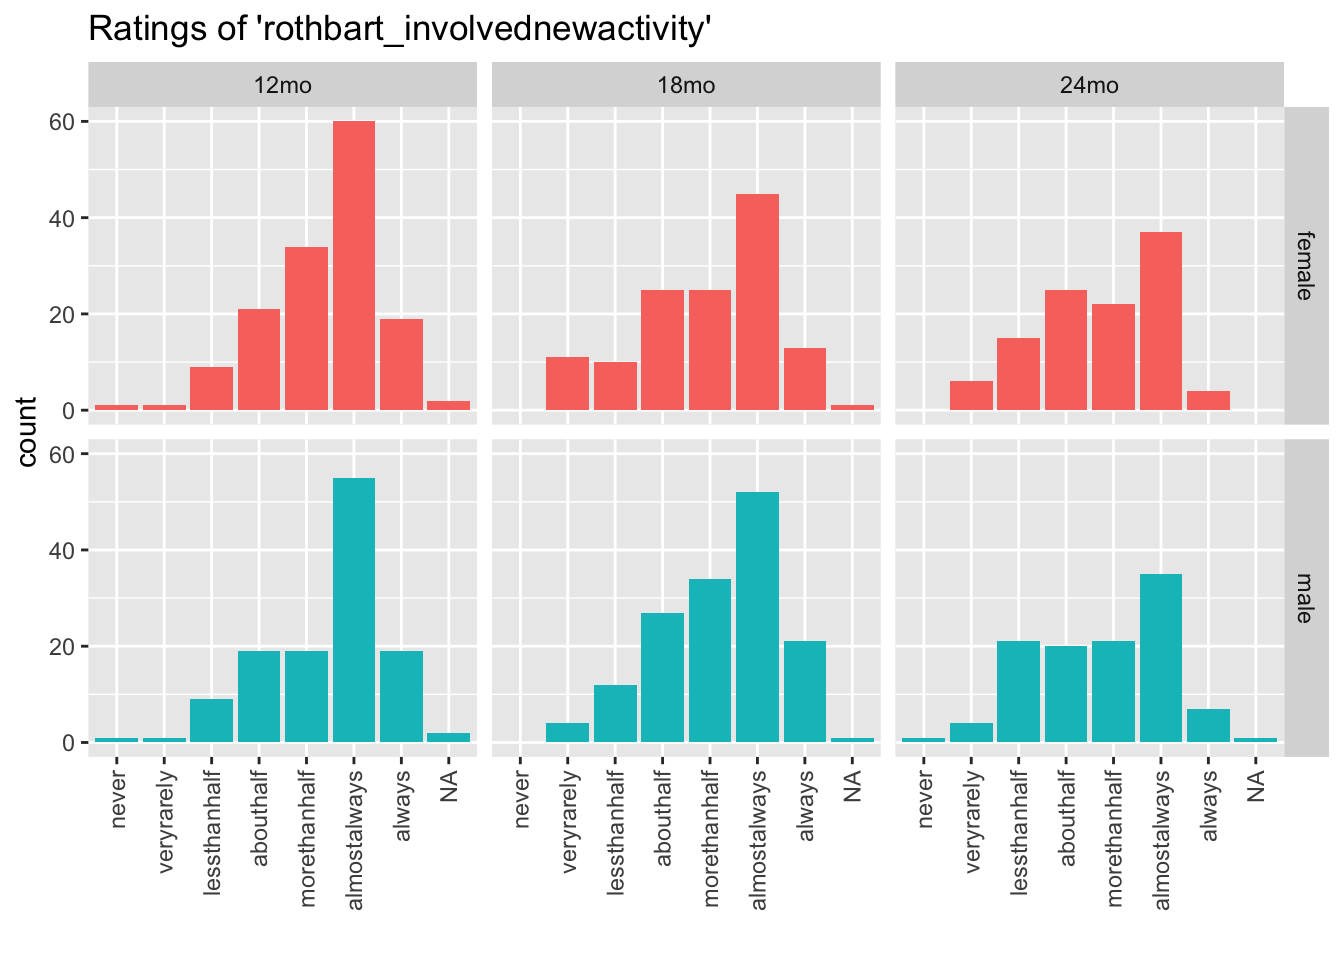 Ratings of 'rothbart_involvednewactivity'
12mo
18mo
24mo
60
40
20
0
female
count
60
40
20
0
male
never
veryrarely
lessthanhalf
abouthalf
morethanhalf
almostalways
always
NA
never
veryrarely
lessthanhalf
abouthalf
morethanhalf
almostalways
always
NA
never
veryrarely
lessthanhalf
abouthalf
morethanhalf
almostalways
always
NA